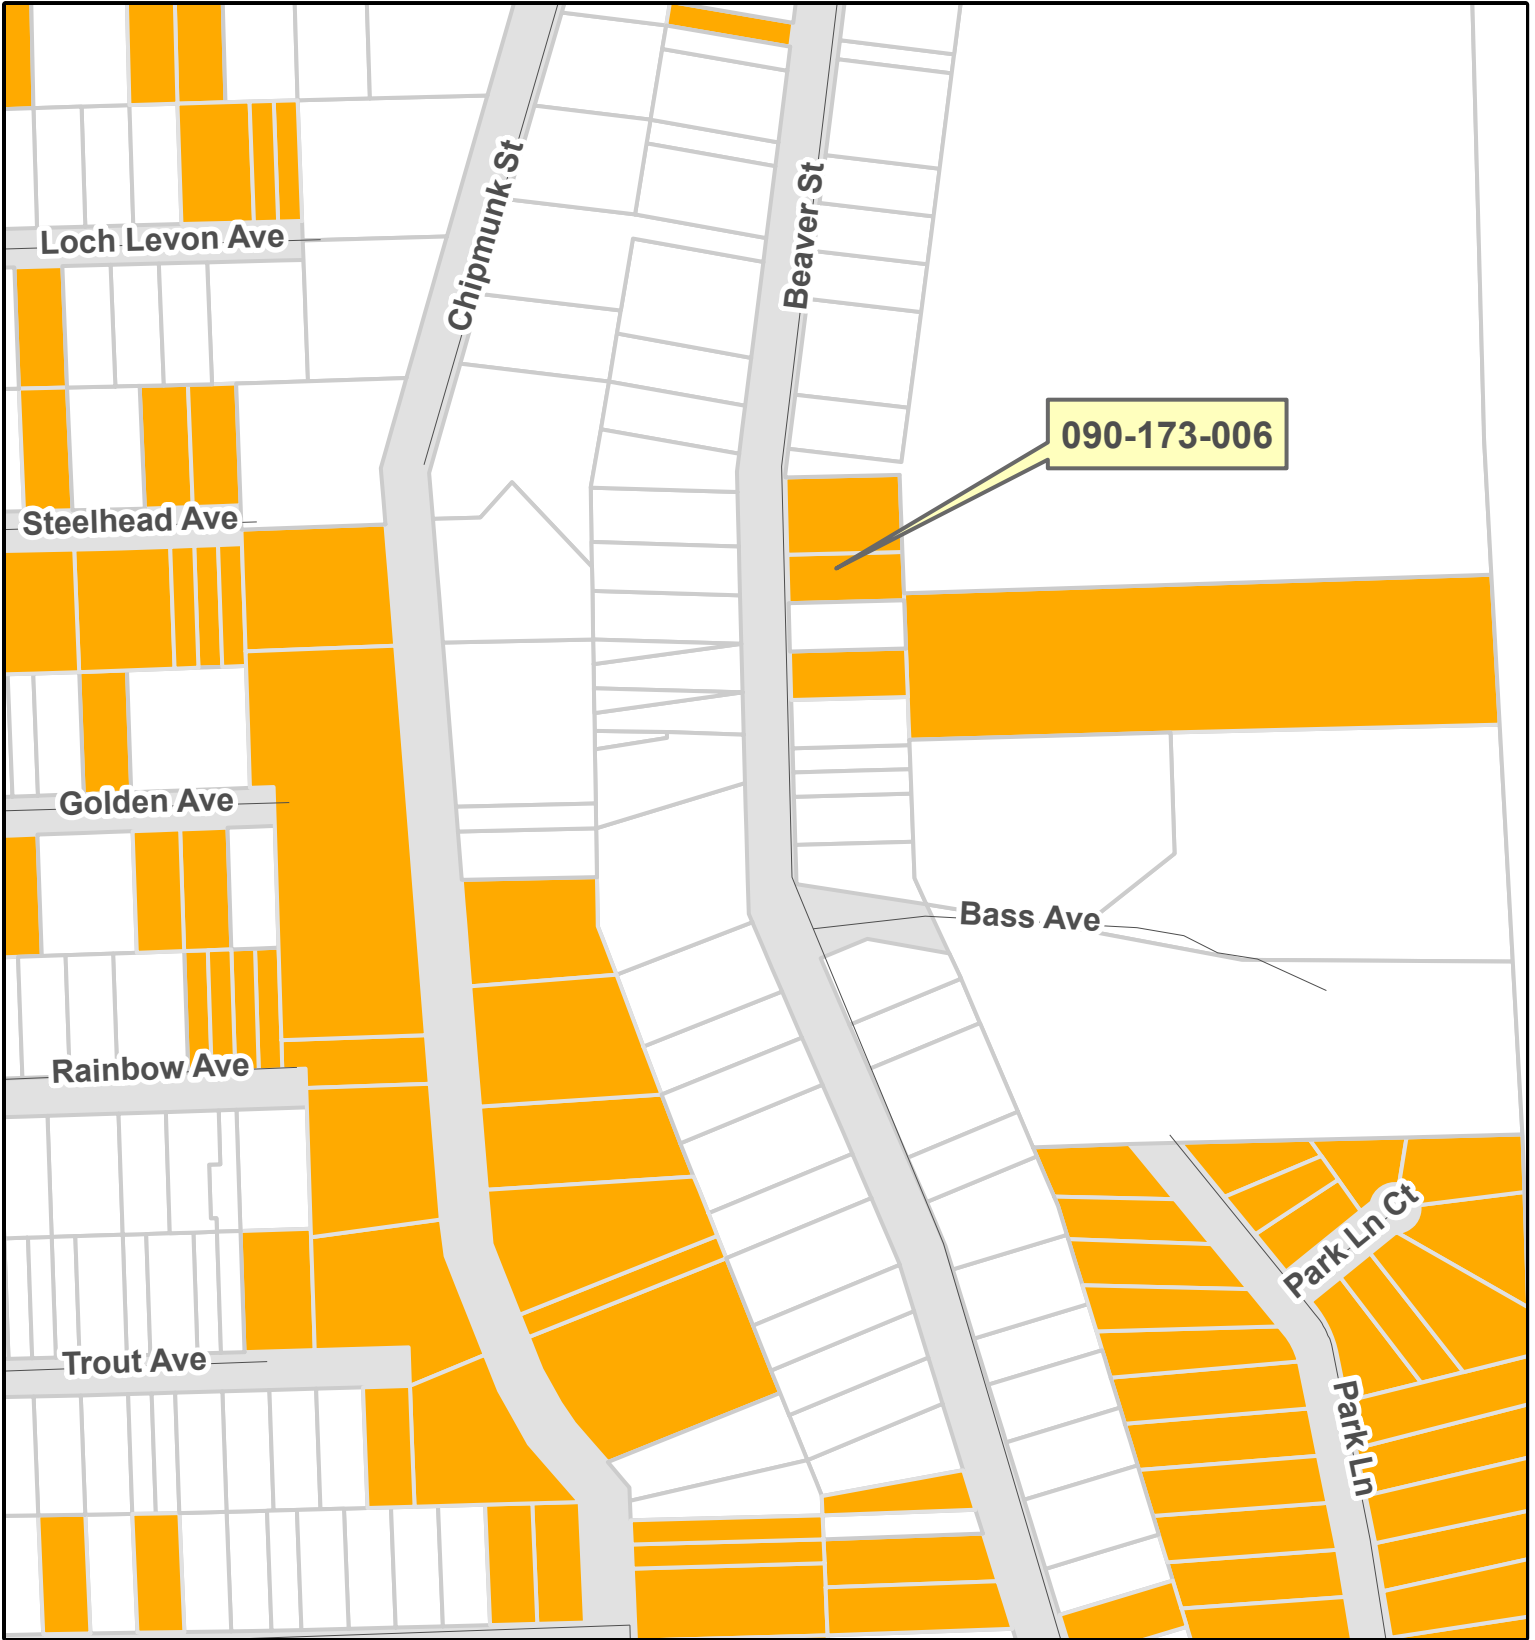 Chipmunk St
Beaver St
Loch Levon Ave
090-173-006
Steelhead Ave
Golden Ave
Bass Ave
Rainbow Ave
Park Ln Ct
Trout Ave
Park Ln